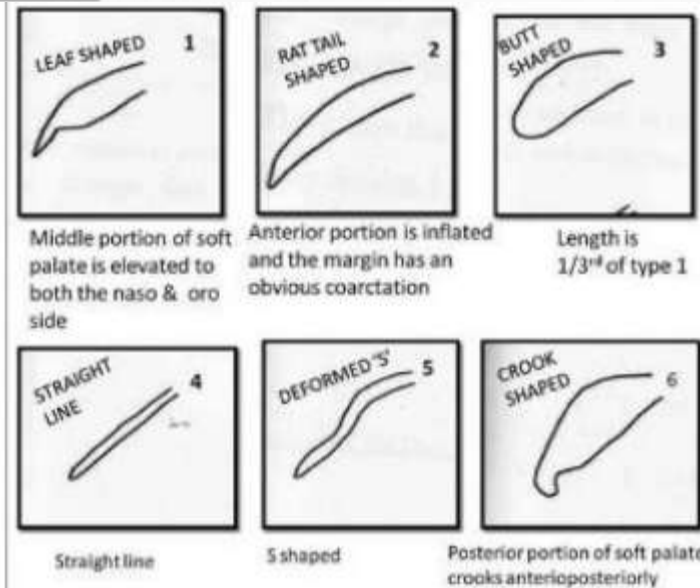 LEAF SHAPED 1
RAT TAIL
SHAPED
2
BUTT
SHAPED
3
Middle portion of soft
palate is elevated to
both the naso & oro
side
Anterior portion is inflated
and the margin has an
obvious coarctation
Length is
1/3rd of type 1
STRAIGHT
LINE
4
DEFORMED 'S' 5
CROOK
SHAPED
6
Straight line
S shaped
Posterior portion of soft palate
crooks anterioposteriorly